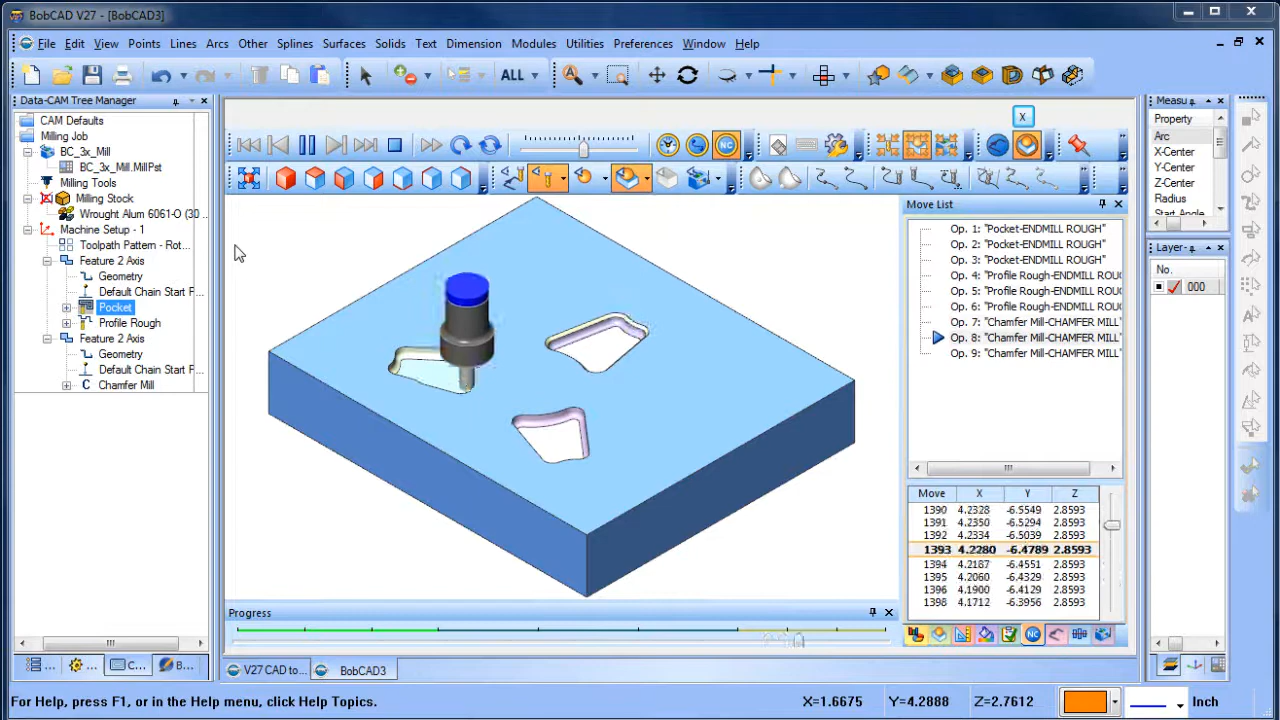 BobCAD V27 - [BobCAD3]
File Edit View Points Lines Arcs Other Splines Surfaces Solids Text Dimension Modules Utilities Preferences Window Help
ALL
Data-CAM Tree Manager
CAM Defaults
Milling Job
BC_3x_Mill
BC_3x_Mill.MillPst
Milling Tools
Milling Stock
Wrought Alum 6061-O (30 ...
Machine Setup - 1
Toolpath Pattern - Rot...
Feature 2 Axis
Geometry
Default Chain Start F...
Pocket
Profile Rough
Feature 2 Axis
Geometry
Default Chain Start F...
Chamfer Mill
C...
B...
X
NC
Move List
Op. 1: "Pocket-ENDMILL ROUGH"
Op. 2: "Pocket-ENDMILL ROUGH"
Op. 3: "Pocket-ENDMILL ROUGH"
Op. 4: "Profile Rough-ENDMILL ROUG
Op. 5: "Profile Rough-ENDMILL ROUG
Op. 6: "Profile Rough-ENDMILL ROUG
Op. 7: "Chamfer Mill-CHAMFER MILL"
Op. 8: "Chamfer Mill-CHAMFER MILL"
Op. 9: "Chamfer Mill-CHAMFER MILL"
Move X Y Z
1390 4.2328 -6.5549 2.8593
1391 4.2350 -6.5294 2.8593
1392 4.2334 -6.5039 2.8593
1393 4.2280 -6.4789 2.8593
1394 4.2187 -6.4551 2.8593
1395 4.2060 -6.4329 2.8593
1396 4.1900 -6.4129 2.8593
1398 4.1712 -6.3956 2.8593
NC
Measu
Property
Arc
X-Center
Y-Center
Z-Center
Radius
Start Angle
Layer-
No.
000
Progress
V27 CAD to...
BobCAD3
For Help, press F1, or in the Help menu, click Help Topics.
X=1.6675 Y=4.2888 Z=2.7612
Inch